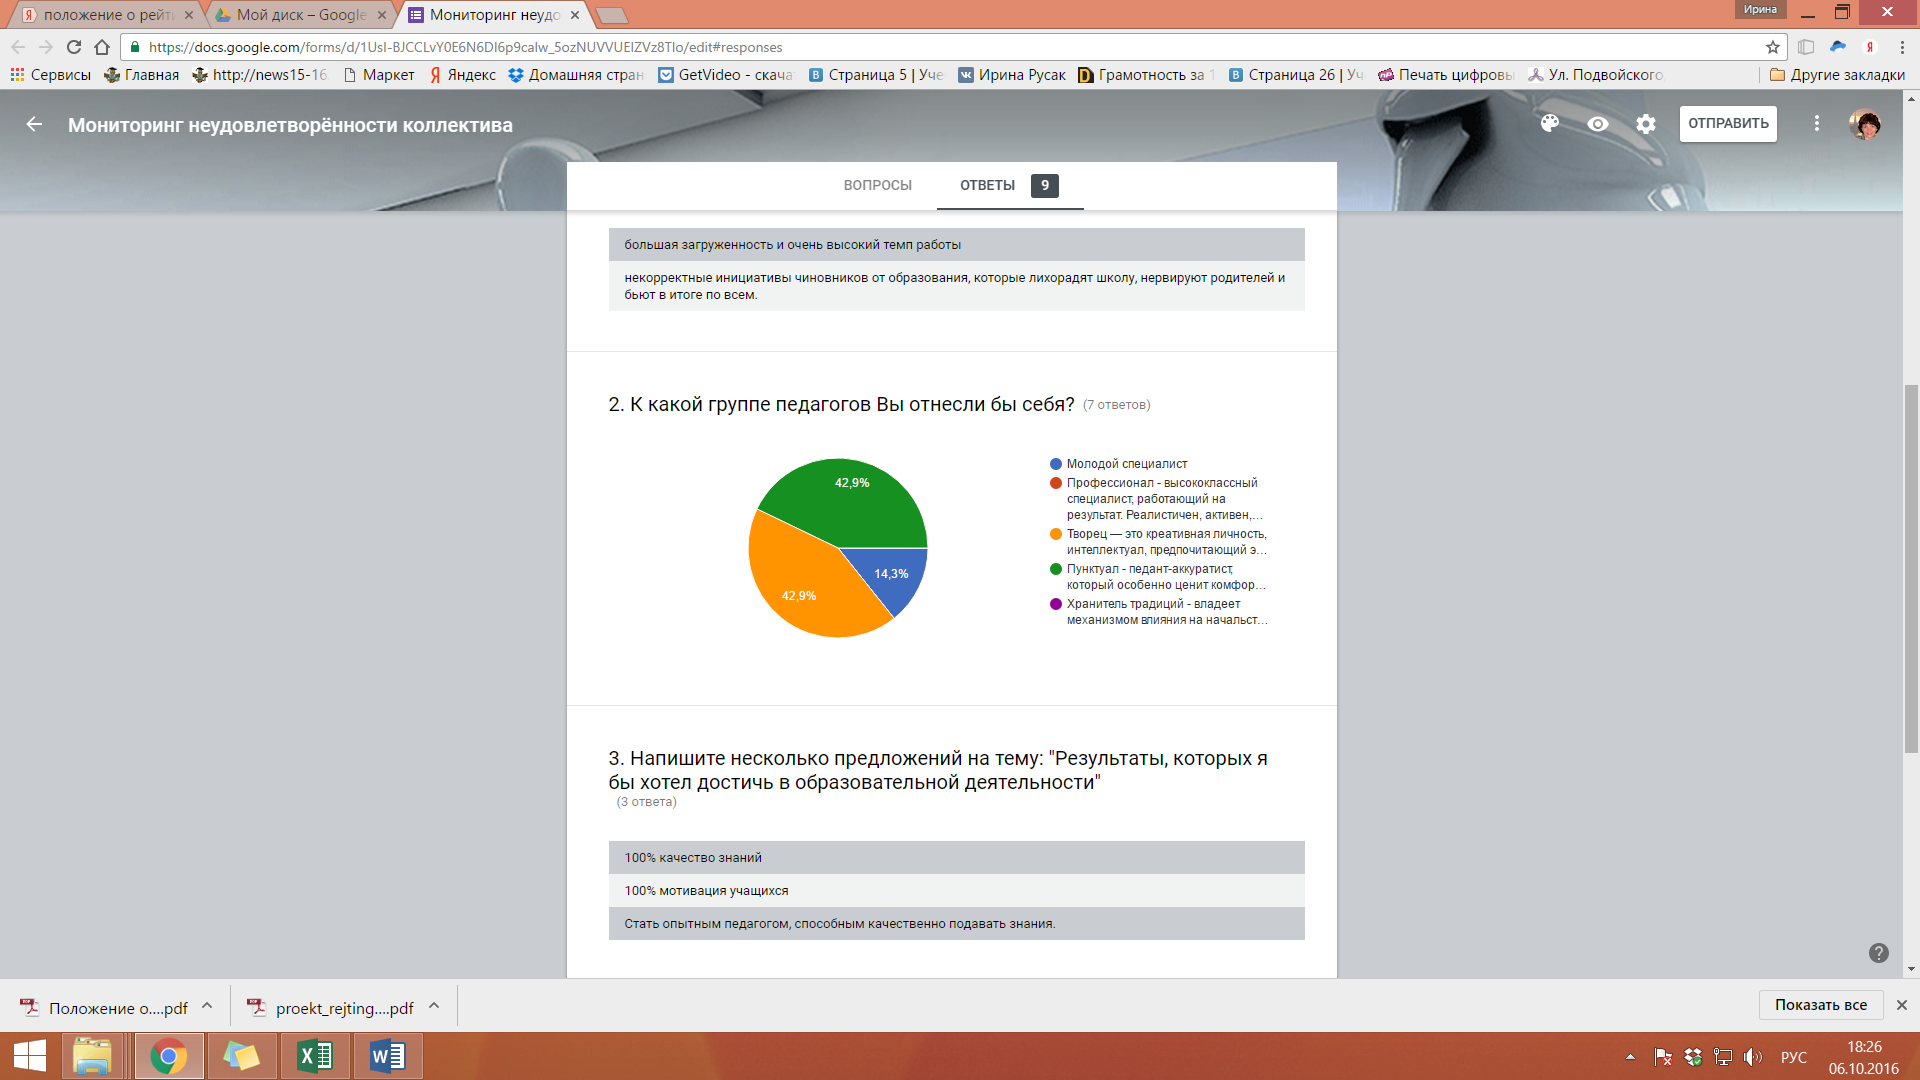 положение о рейти
Мой диск – Google
Мониторинг неудо
Ирина
https://docs.google.com/forms/d/1UsI-BJCCLvY0E6N6DI6p9calw_5ozNUVVUEIZVz8TIo/edit#responses
Сервисы
Главная
http://news15-16.
Маркет
Яндекс
Домашняя стран
GetVideo - скача
Страница 5 | Уче
Ирина Русак
Грамотность за 1
Страница 26 | Уч
Печать цифровы
Ул. Подвойского,
Другие закладки
Мониторинг неудовлетворённости коллектива
ОТПРАВИТЬ
ВОПРОСЫ
ОТВЕТЫ 9
большая загруженность и очень высокий темп работы
некорректные инициативы чиновников от образования, которые лихорадят школу, нервируют родителей и
бьют в итоге по всем.
2. К какой группе педагогов Вы отнесли бы себя? (7 ответов)
42,9%
14,3%
42,9%
Молодой специалист
Профессионал - высококлассный
специалист, работающий на
результат. Реалистичен, активен,...
Творец — это креативная личность,
интеллектуал, предпочитающий э...
Пунктуал - педант-аккуратист,
который особенно ценит комфор...
Хранитель традиций - владеет
механизмом влияния на начальст...
3. Напишите несколько предложений на тему: "Результаты, которых я
бы хотел достичь в образовательной деятельности"
(3 ответа)
100% качество знаний
100% мотивация учащихся
Стать опытным педагогом, способным качественно подавать знания.
Положение о....pdf
proekt_rejting....pdf
Показать все
РУС
18:26
06.10.2016